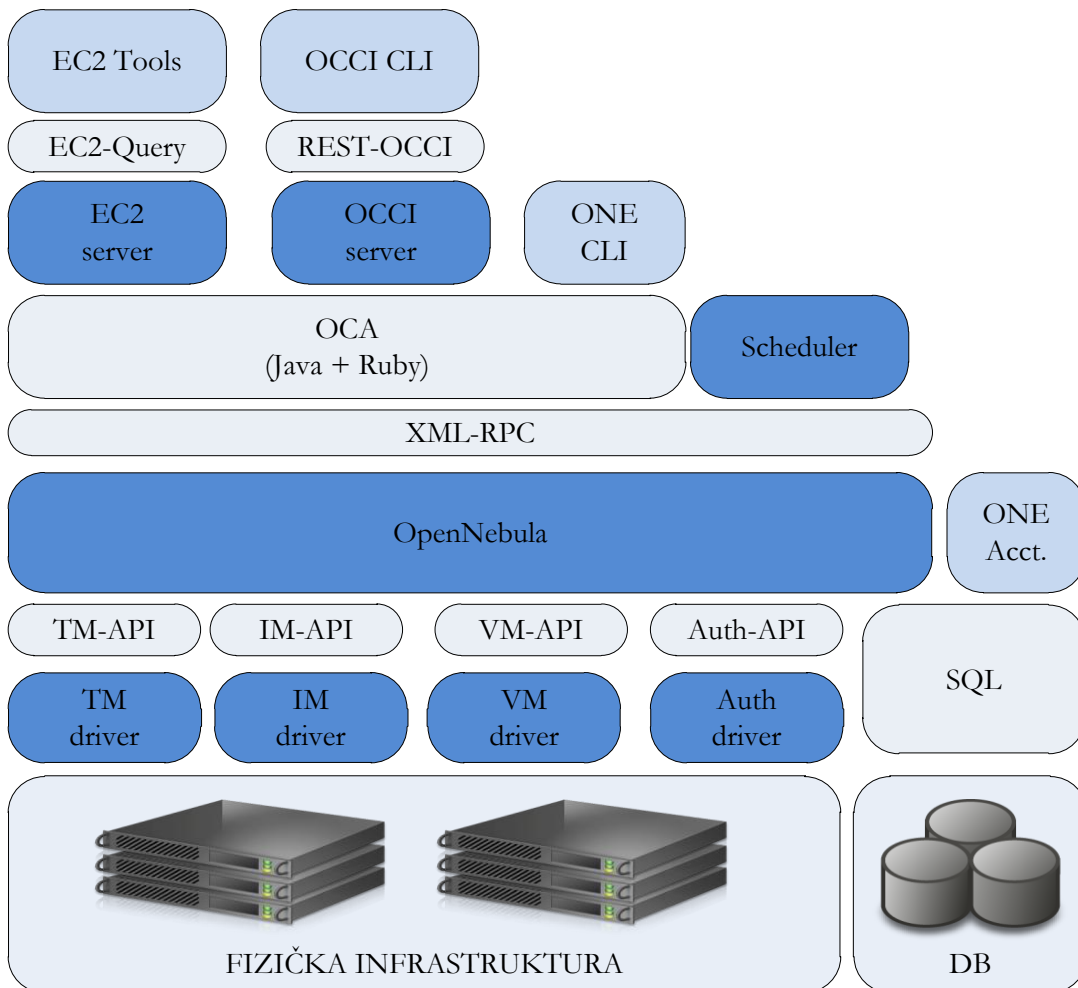 EC2 Tools
OCCI CLI
EC2-Query
REST-OCCI
EC2
server
OCCI
server
ONE
CLI
OCA
(Java + Ruby)
Scheduler
XML-RPC
OpenNebula
ONE
Acct.
TM-API
IM-API
VM-API
Auth-API
SQL
TM
driver
IM
driver
VM
driver
Auth
driver
FIZIČKA INFRASTRUKTURA
DB